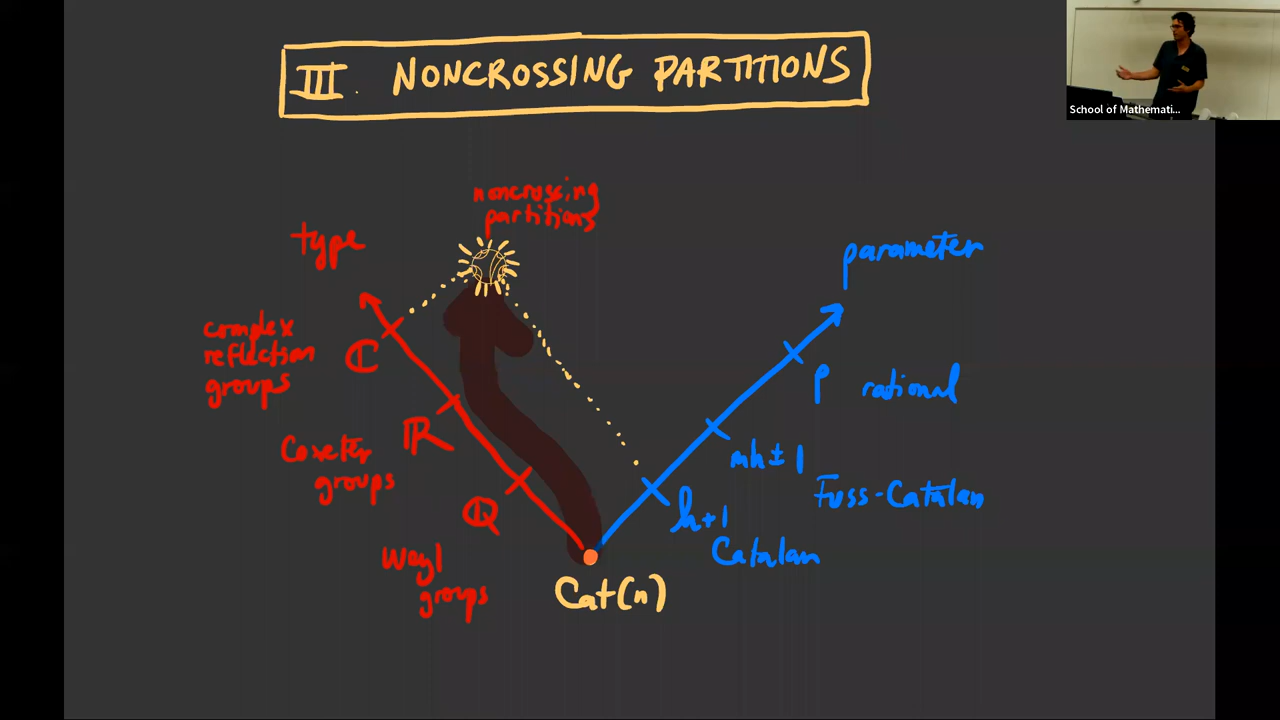 III. NONCROSSING PARTITIONS
School of Mathemati...
noncrossing
partitions
type
parameter
complex
reflection
groups
ℂ
p rational
Coxeter
groups
ℝ
mh ± 1
Fuss-Catalan
ℚ
h+1
Catalan
Weyl
groups
Cat(n)